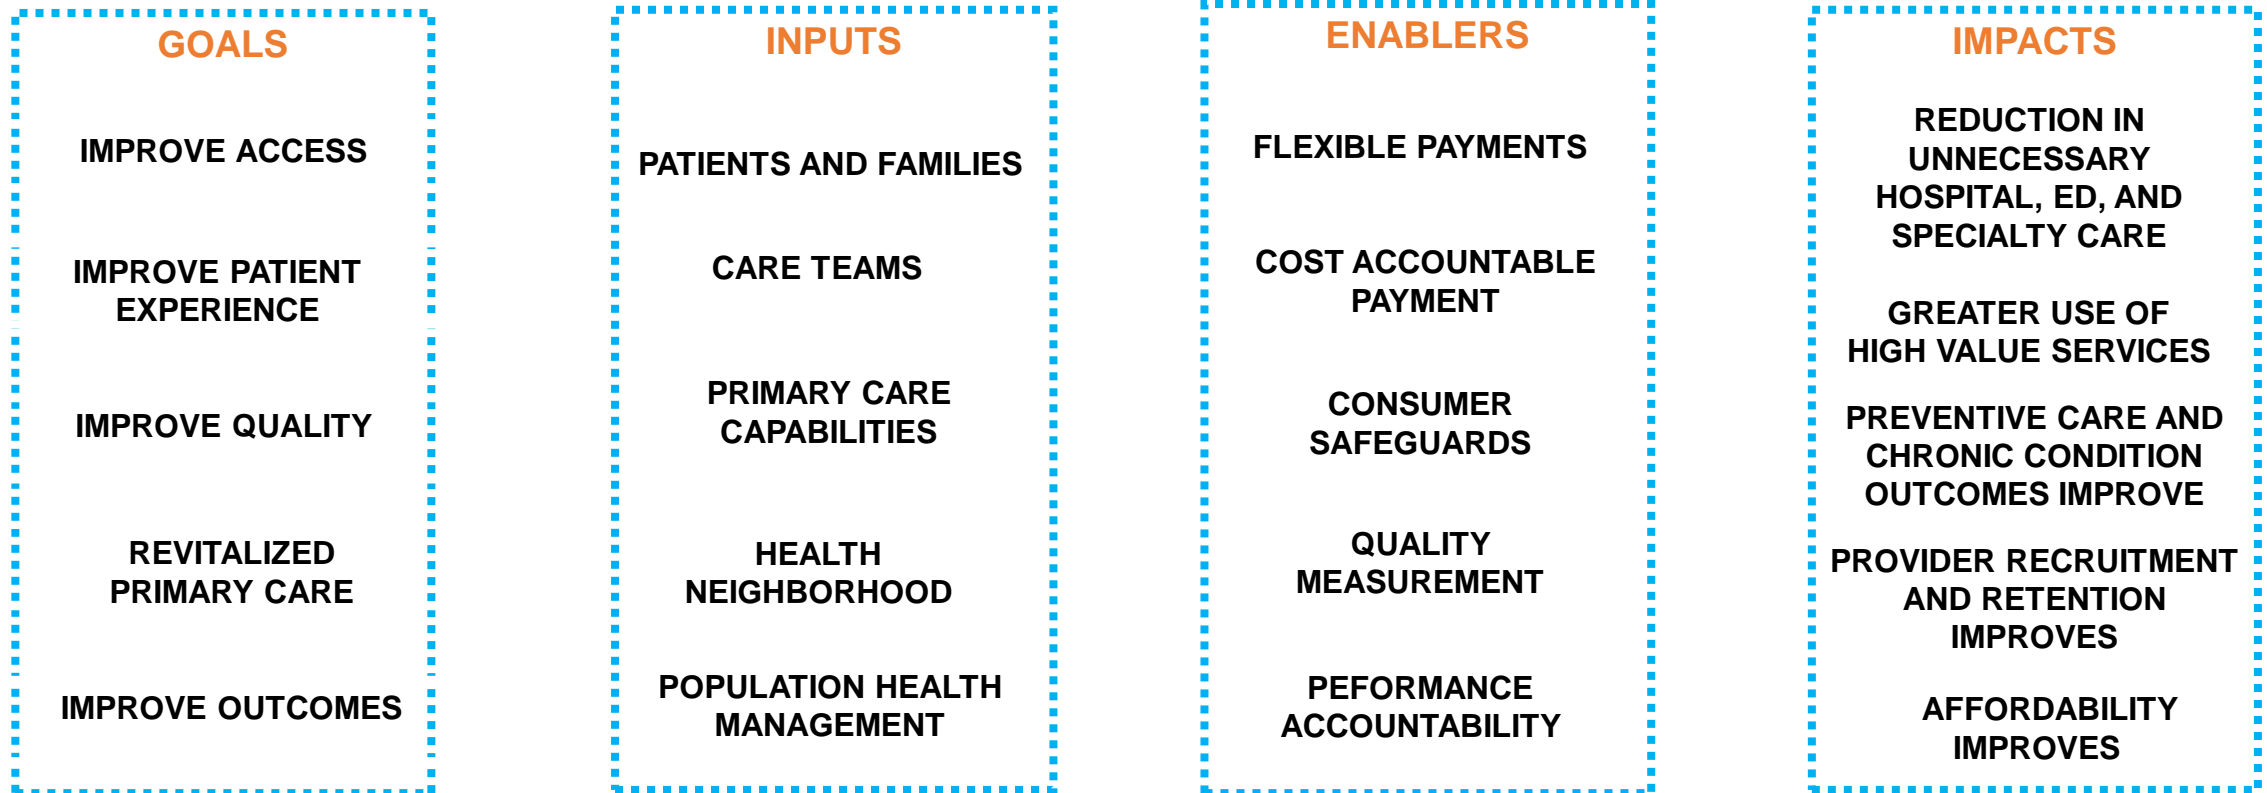 GOALS
IMPROVE ACCESS
IMPROVE PATIENT
EXPERIENCE
IMPROVE QUALITY
REVITALIZED
PRIMARY CARE
IMPROVE OUTCOMES
INPUTS
PATIENTS AND FAMILIES
CARE TEAMS
PRIMARY CARE
CAPABILITIES
HEALTH
NEIGHBORHOOD
POPULATION HEALTH
MANAGEMENT
ENABLERS
FLEXIBLE PAYMENTS
COST ACCOUNTABLE
PAYMENT
CONSUMER
SAFEGUARDS
QUALITY
MEASUREMENT
PEFORMANCE
ACCOUNTABILITY
IMPACTS
REDUCTION IN
UNNECESSARY
HOSPITAL, ED, AND
SPECIALTY CARE
GREATER USE OF
HIGH VALUE SERVICES
PREVENTIVE CARE AND
CHRONIC CONDITION
OUTCOMES IMPROVE
PROVIDER RECRUITMENT
AND RETENTION
IMPROVES
AFFORDABILITY
IMPROVES